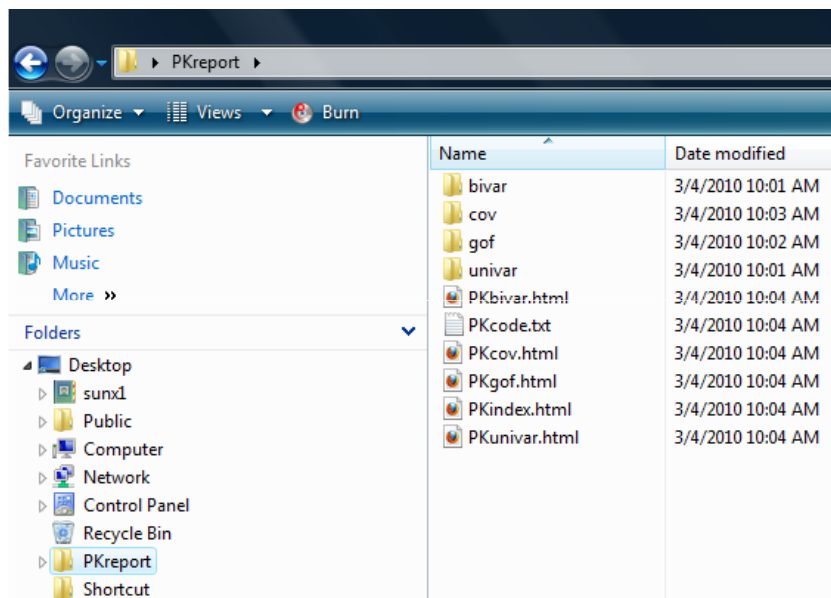 PKreport
Organize Views Burn
Favorite Links
Documents
Pictures
Music
More
Folders
Desktop
sunx1
Public
Computer
Network
Control Panel
Recycle Bin
PKreport
Shortcut
Name Date modified
bivar 3/4/2010 10:01 AM
cov 3/4/2010 10:03 AM
gof 3/4/2010 10:02 AM
univar 3/4/2010 10:01 AM
PKbivar.html 3/4/2010 10:04 AM
PKcode.txt 3/4/2010 10:04 AM
PKcov.html 3/4/2010 10:04 AM
PKgof.html 3/4/2010 10:04 AM
PKindex.html 3/4/2010 10:04 AM
PKunivar.html 3/4/2010 10:04 AM